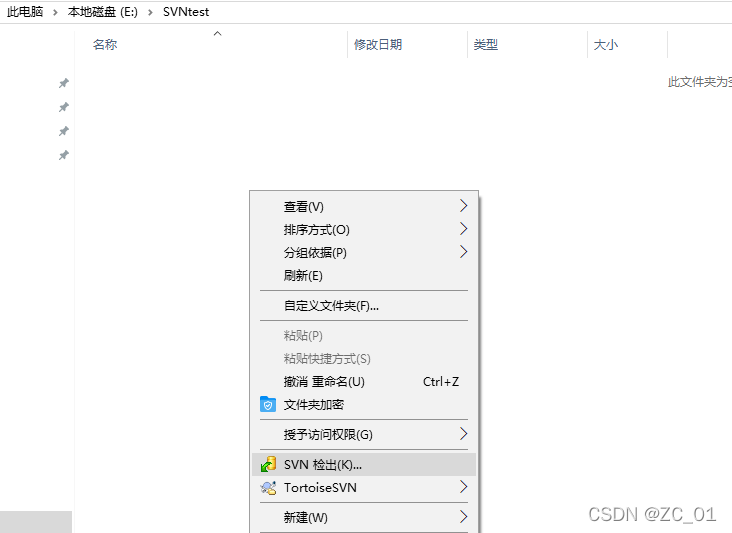 此电脑 > 本地磁盘 (E:) > SVNtest
名称 修改日期 类型 大小
此文件夹为
查看(V)
排序方式(O)
分组依据(P)
刷新(E)
自定义文件夹(F)...
粘贴(P)
粘贴快捷方式(S)
撤消 重命名(U) Ctrl+Z
文件夹加密
授予访问权限(G)
SVN 检出(K)...
TortoiseSVN
新建(W)
CSDN @ZC_01